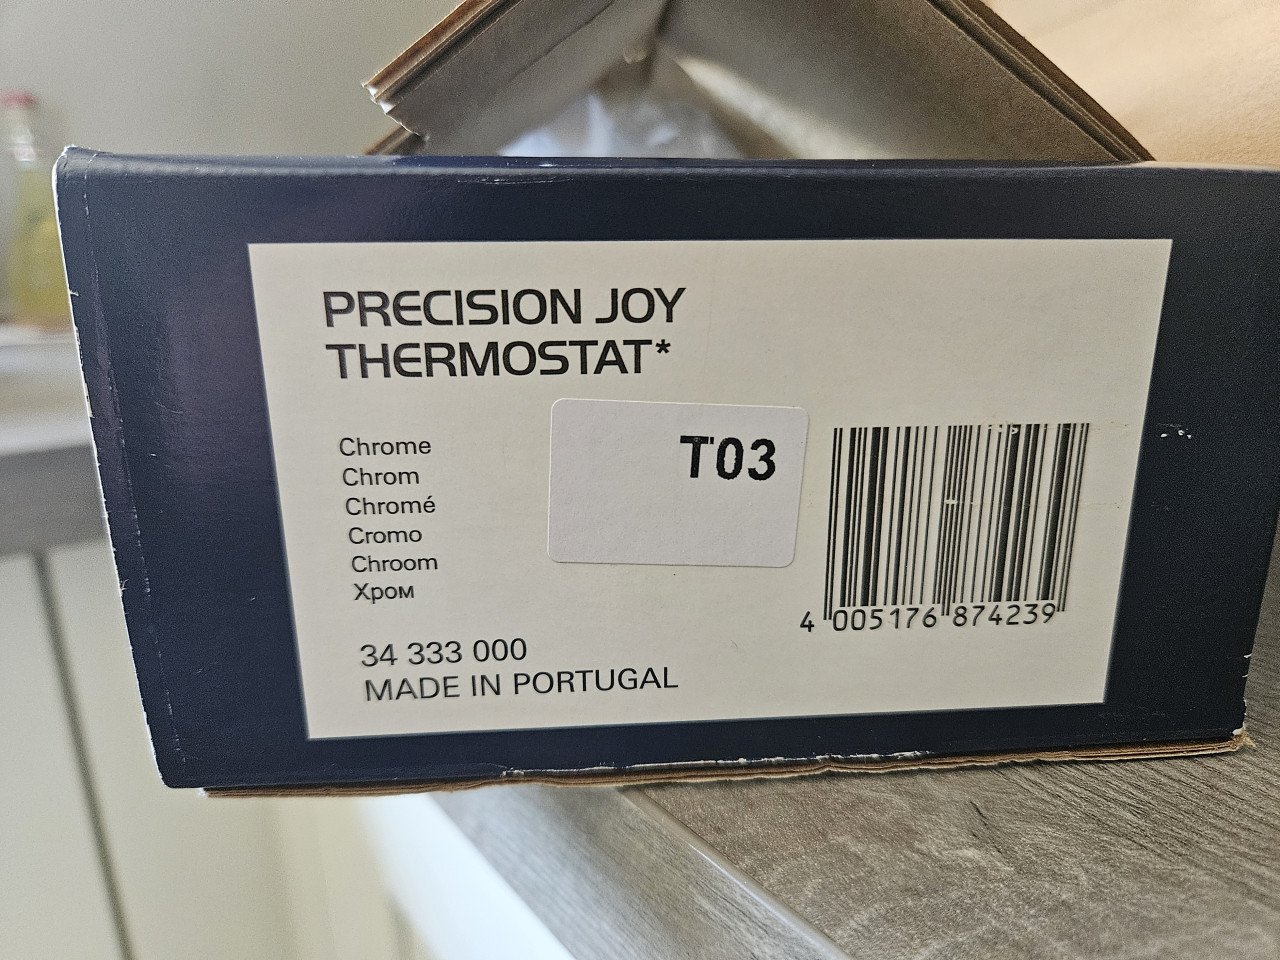 PRECISION JOY
THERMOSTAT*
Chrome
Chrom
Chromé
Cromo
Chroom
Хром
T03
4 005176 874239
34 333 000
MADE IN PORTUGAL